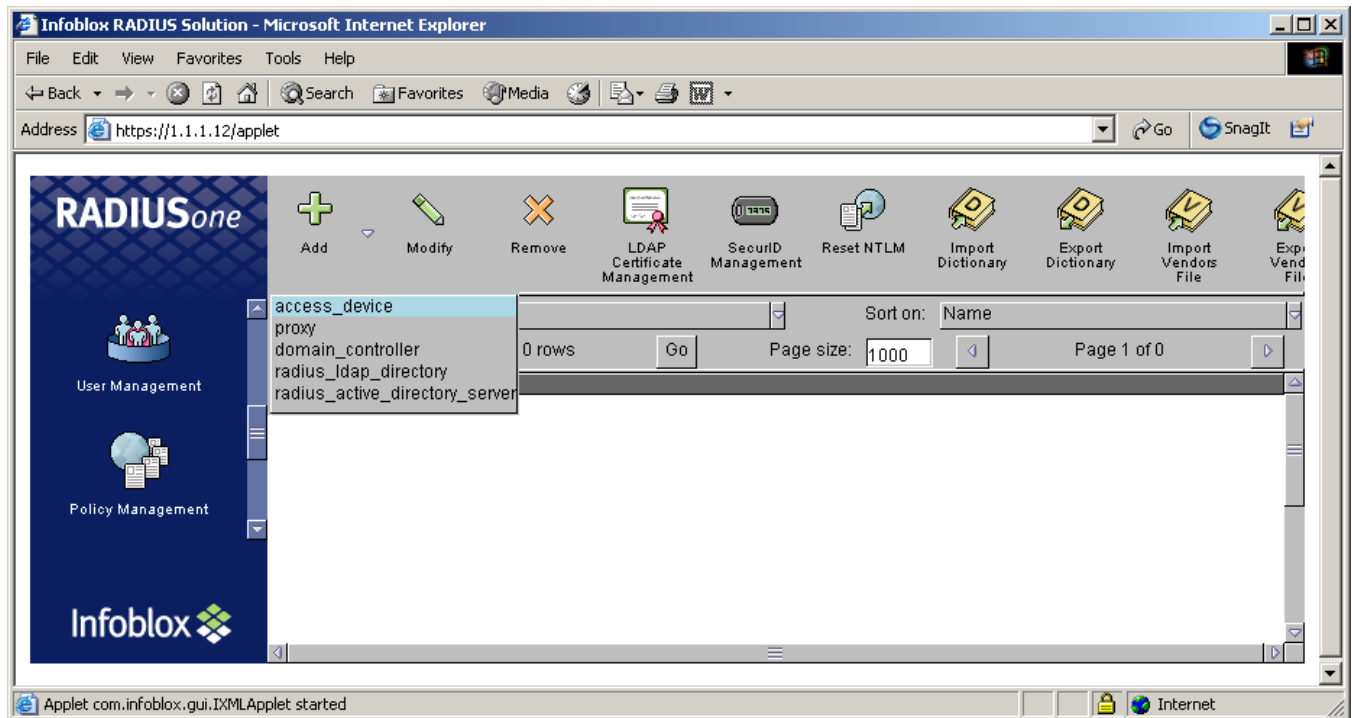 Infoblox RADIUS Solution - Microsoft Internet Explorer
File Edit View Favorites Tools Help
Back Search Favorites Media
Address https://1.1.1.12/applet Go SnagIt
RADIUSone
Add
Modify
Remove
LDAP
Certificate
Management
SecurID
Management
Reset NTLM
Import
Dictionary
Export
Dictionary
Import
Vendors
File
Expo
Vend
Fil
access_device
proxy
domain_controller
radius_ldap_directory
radius_active_directory_server
Sort on: Name
0 rows Go Page size: 1000 Page 1 of 0
User Management
Policy Management
Infoblox
Applet com.infoblox.gui.IXMLApplet started Internet